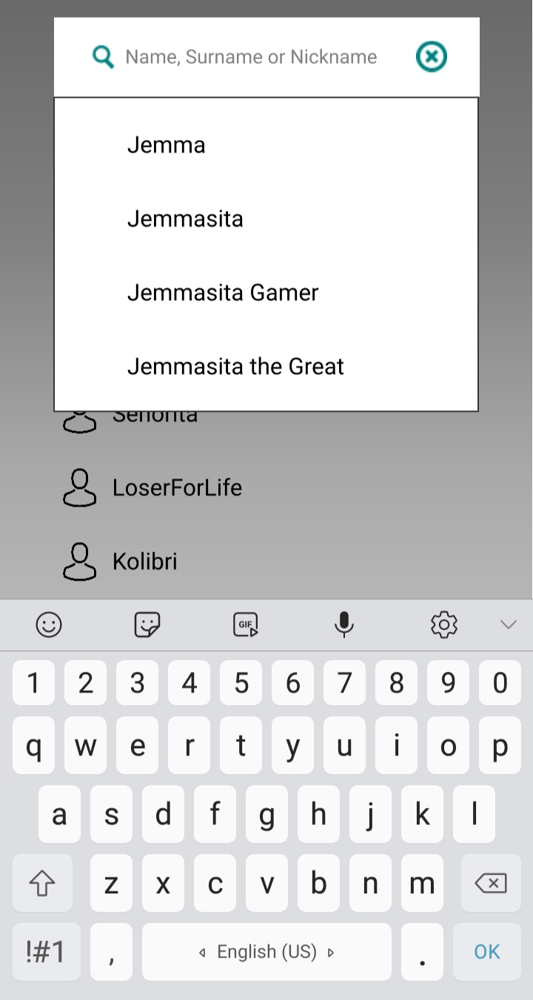 Name, Surname or Nickname
Jemma
Jemmasita
Jemmasita Gamer
Jemmasita the Great
Señorita
LoserForLife
Kolibri
GIF
1 2 3 4 5 6 7 8 9 0
q w e r t y u i o p
a s d f g h j k l
z x c v b n m
!#1 , English (US) . OK